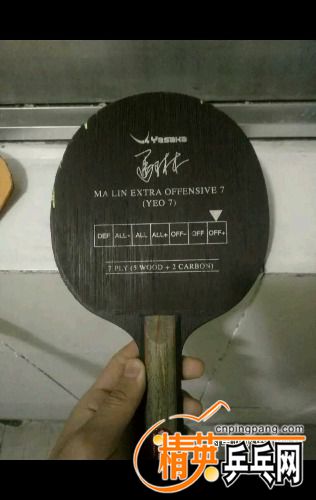 Yasaka
马林
MA LIN EXTRA OFFENSIVE 7
(YEO 7)
DEF ALL- ALL ALL+ OFF- OFF OFF+
7 PLY (5 WOOD + 2 CARBON)
cnpingpang.com
精英乒乓网